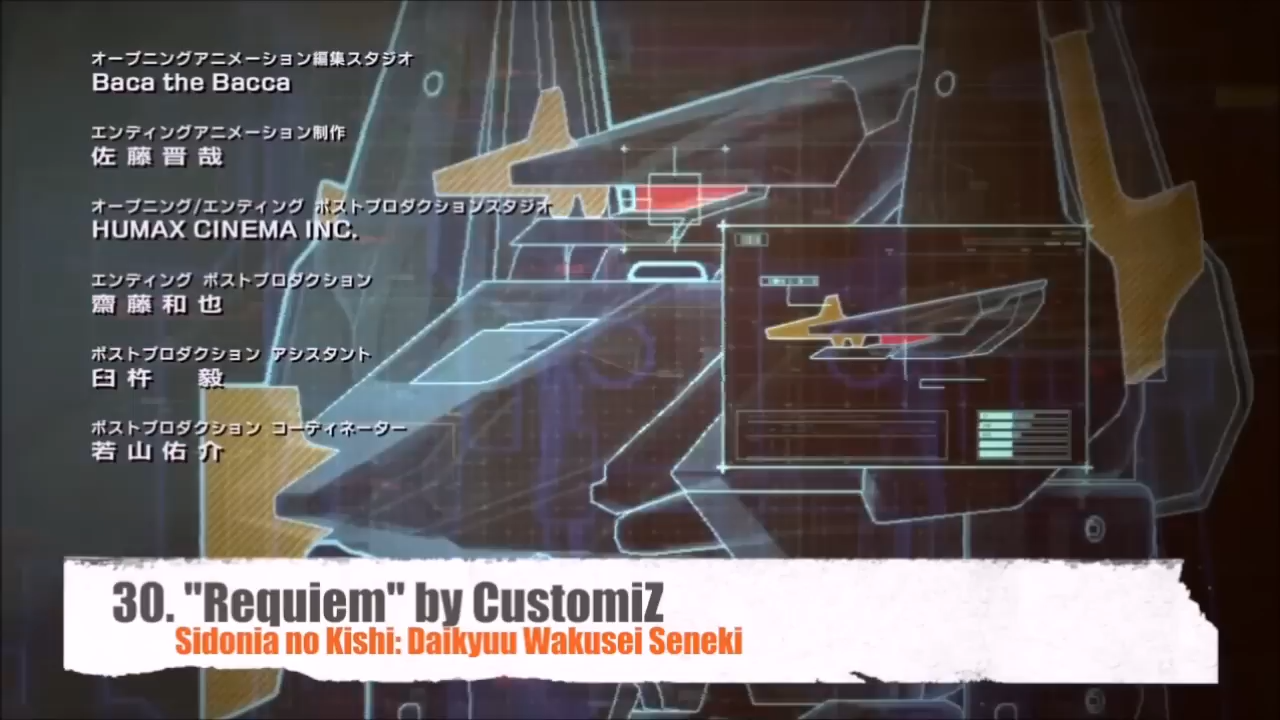 オープニングアニメーション編集スタジオ
Baca the Bacca
エンディングアニメーション制作
佐藤晋哉
オープニング/エンディング ポストプロダクションスタジオ
HUMAX CINEMA INC.
エンディング ポストプロダクション
齋藤和也
ポストプロダクション アシスタント
臼杵 毅
ポストプロダクション コーディネーター
若山佑介
30. "Requiem" by CustomiZ
Sidonia no Kishi: Daikyuu Wakusei Seneki